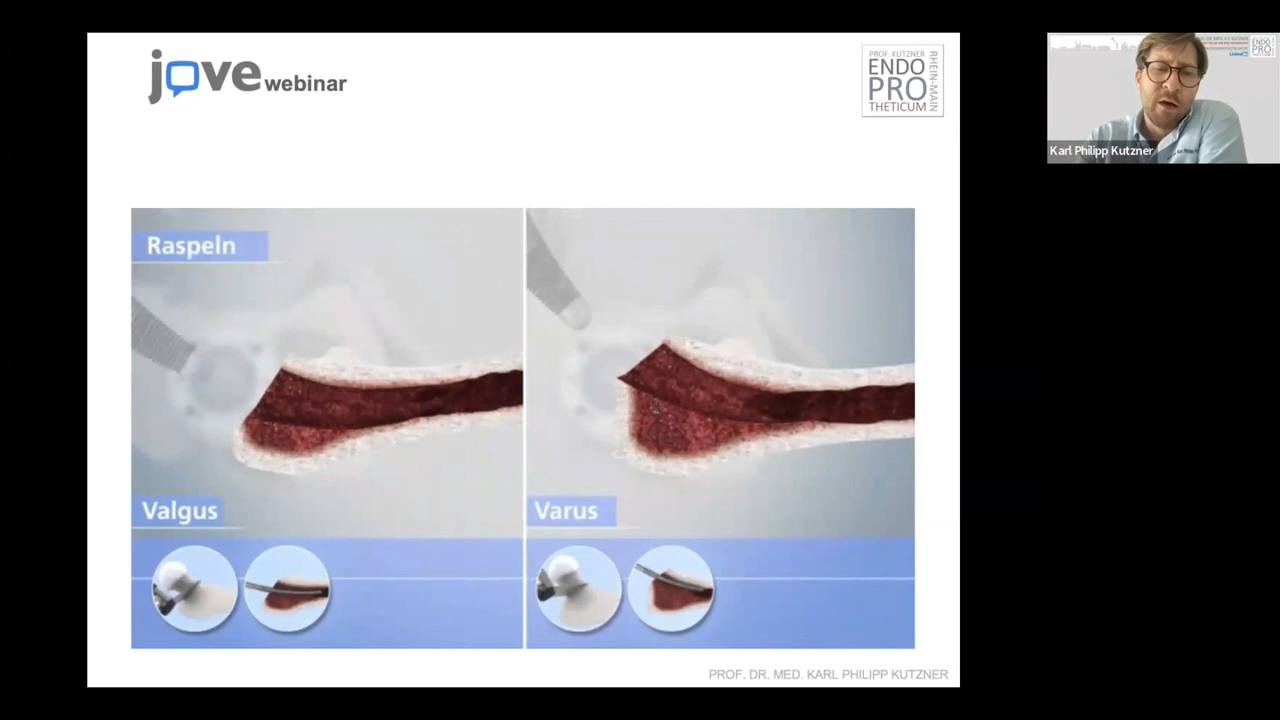 jove webinar
PROF. KUTZNER
ENDO
PRO
THETICUM
RHEIN-MAIN
Karl Philipp Kutzner
Raspeln
Valgus
Varus
PROF. DR. MED. KARL PHILIPP KUTZNER